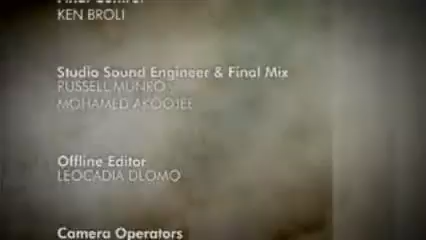 KEN BROLI
Studio Sound Engineer & Final Mix
RUSSELL MUNRO
MOHAMED AKOOJEE
Offline Editor
LEOCADIA DLOMO
Camera Operators